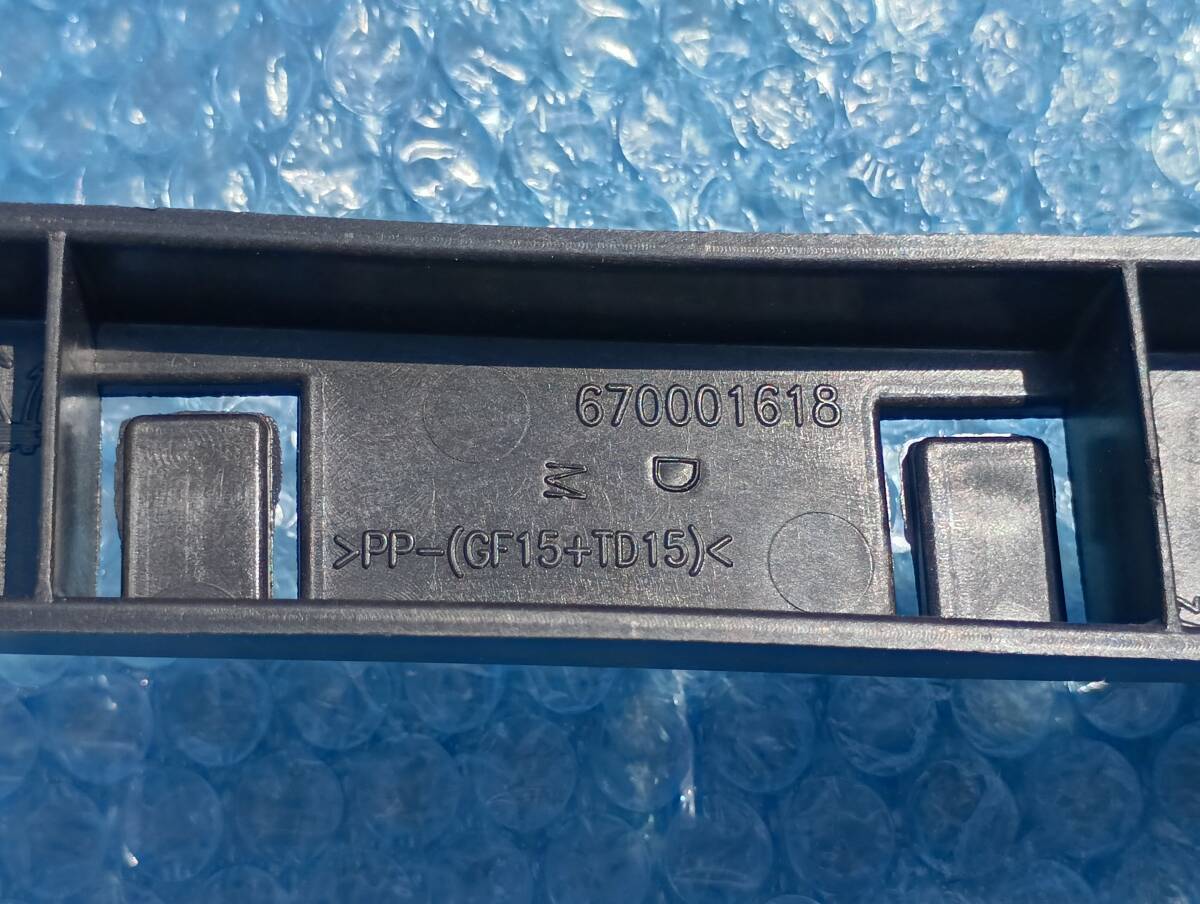 670001618
D
M
>PP-(GF15+TD15)<